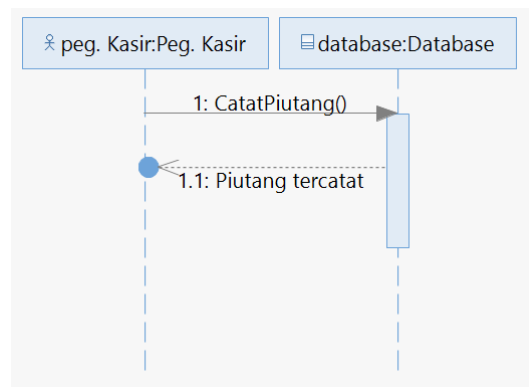 peg. Kasir:Peg. Kasir
database:Database
1: CatatPiutang()
1.1: Piutang tercatat